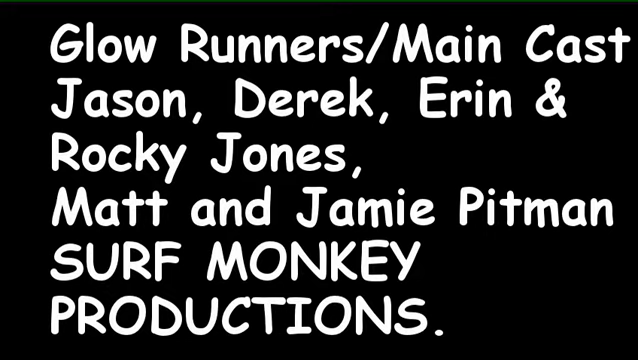 Glow Runners/Main Cast
Jason, Derek, Erin &
Rocky Jones,
Matt and Jamie Pitman
SURF MONKEY
PRODUCTIONS.